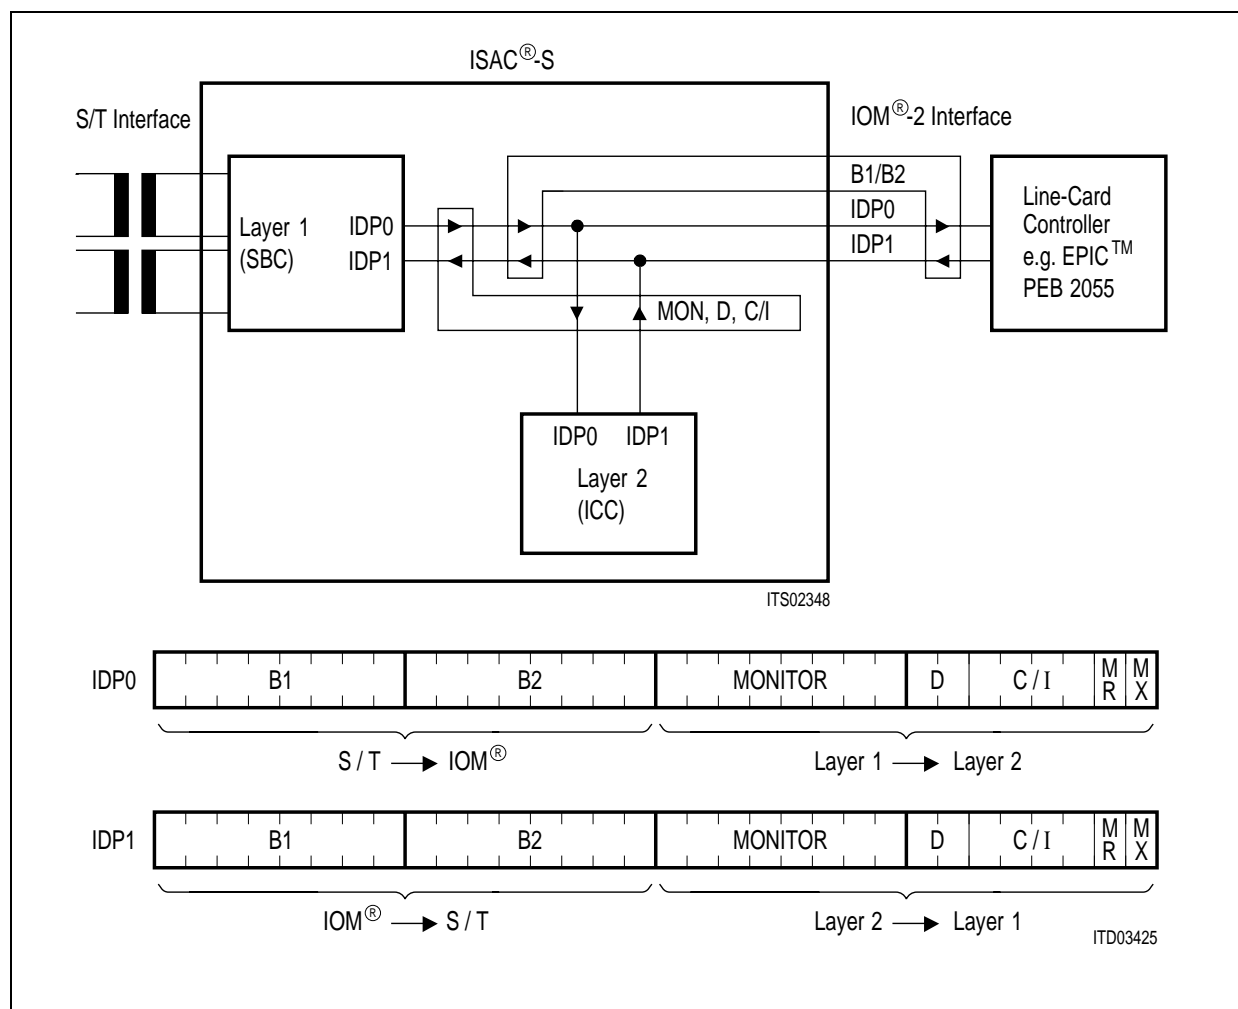 ISAC®-S
S/T Interface
IOM®-2 Interface
B1/B2
IDP0
IDP1
Layer 1
(SBC)
IDP0
IDP1
Line-Card
Controller
e.g. EPIC™
PEB 2055
MON, D, C/I
IDP0 IDP1
Layer 2
(ICC)
ITS02348
IDP0 B1 B2 MONITOR D C/I MR MX
S/T → IOM® Layer 1 → Layer 2
IDP1 B1 B2 MONITOR D C/I MR MX
IOM® → S/T Layer 2 → Layer 1
ITD03425